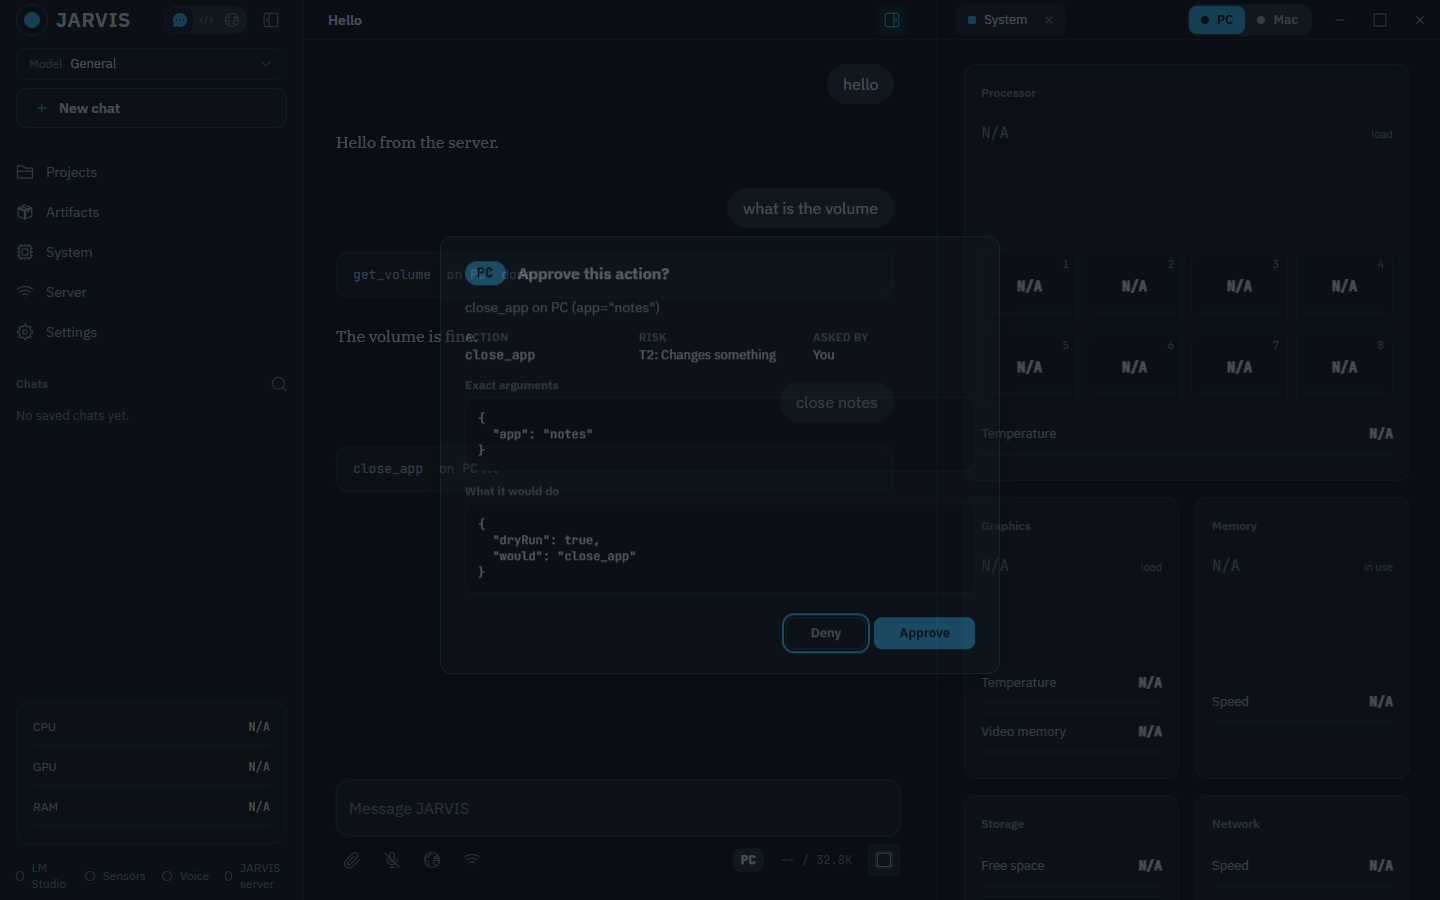 JARVIS
Model General
New chat
Projects
Artifacts
System
Server
Settings
Chats
No saved chats yet.
CPU N/A
GPU N/A
RAM N/A
LM Studio
Sensors
Voice
JARVIS server
Hello
hello
Hello from the server.
what is the volume
get_volume on PC done
The volume is fine.
close notes
close_app on PC...
PC Approve this action?
close_app on PC (app="notes")
ACTION RISK ASKED BY
close_app T2: Changes something You
Exact arguments
{
"app": "notes"
}
What it would do
{
"dryRun": true,
"would": "close_app"
}
Deny Approve
Message JARVIS
PC — / 32.8K
System × PC Mac
Processor
N/A load
1 2 3 4
N/A N/A N/A N/A
5 6 7 8
N/A N/A N/A N/A
Temperature N/A
Graphics
N/A load
Temperature N/A
Video memory N/A
Memory
N/A in use
Speed N/A
Storage
Free space N/A
Network
Speed N/A